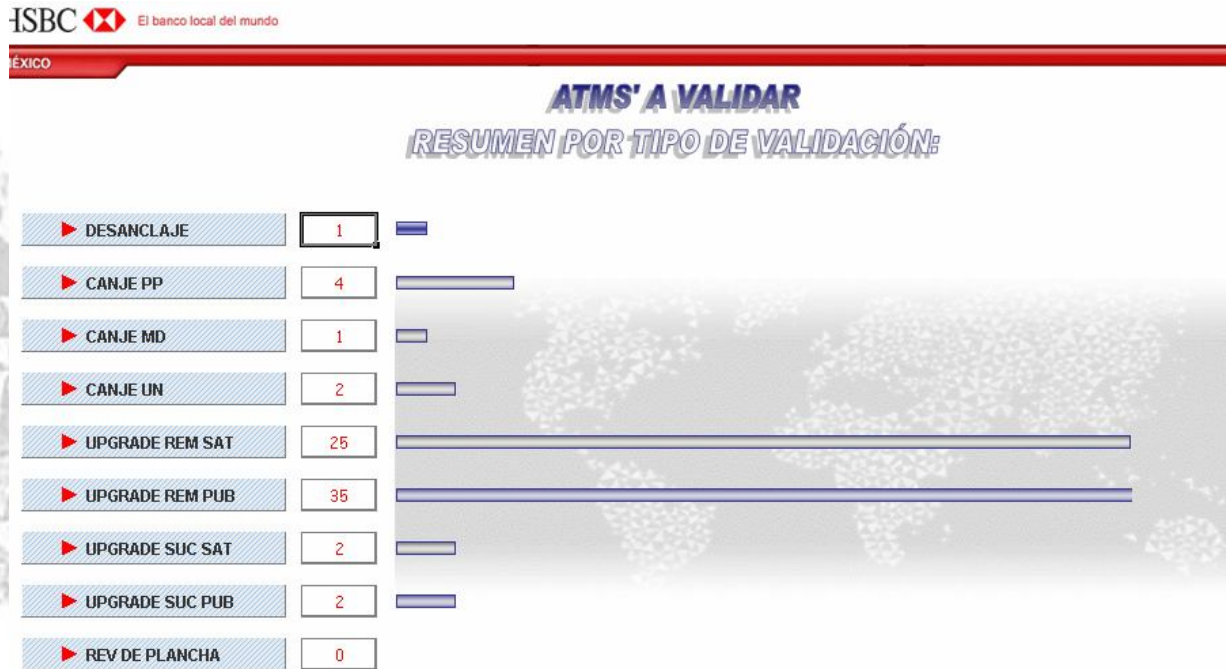 HSBC El banco local del mundo
MÉXICO
ATMS' A VALIDAR
RESUMEN POR TIPO DE VALIDACIÓN:
DESANCLAJE 1
CANJE PP 4
CANJE MD 1
CANJE UN 2
UPGRADE REM SAT 25
UPGRADE REM PUB 35
UPGRADE SUC SAT 2
UPGRADE SUC PUB 2
REV DE PLANCHA 0